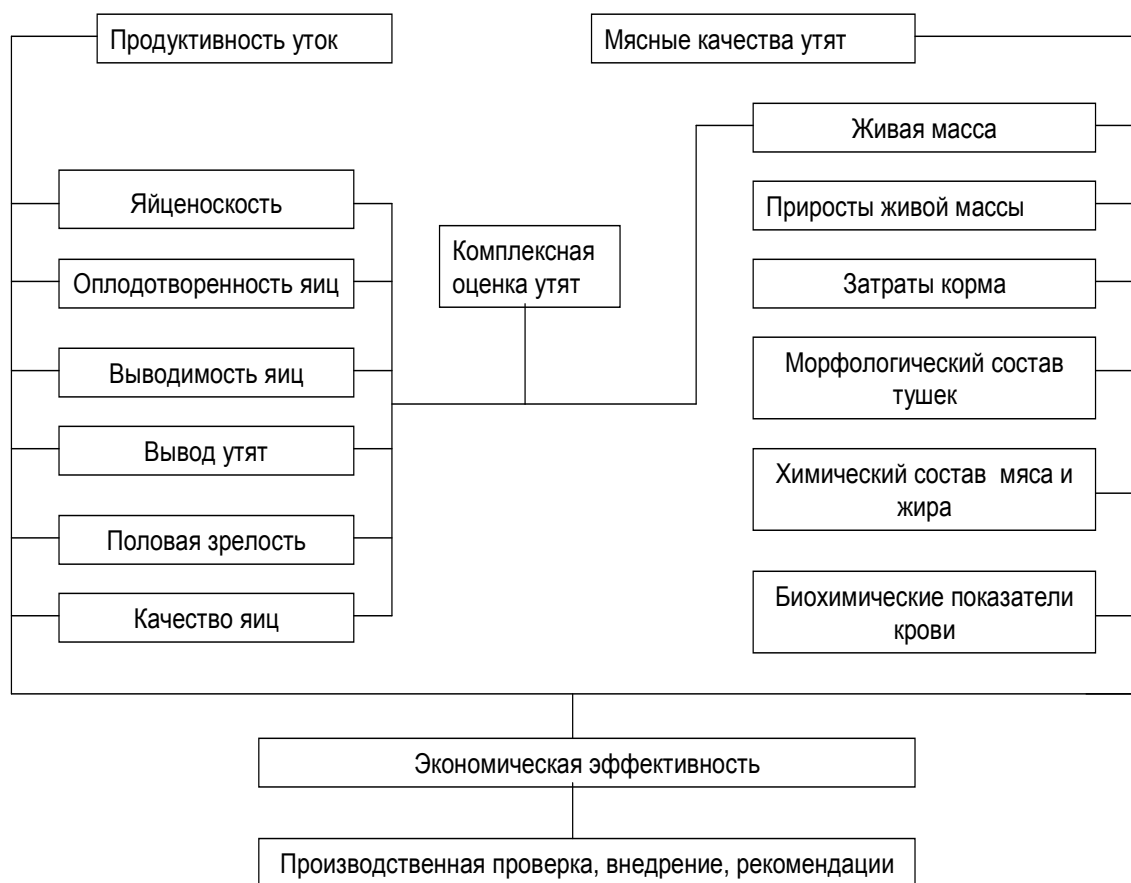 Продуктивность уток
Мясные качества утят
Яйценоскость
Оплодотворенность яиц
Выводимость яиц
Вывод утят
Половая зрелость
Качество яиц
Комплексная
оценка утят
Живая масса
Приросты живой массы
Затраты корма
Морфологический состав
тушек
Химический состав мяса и
жира
Биохимические показатели
крови
Экономическая эффективность
Производственная проверка, внедрение, рекомендации